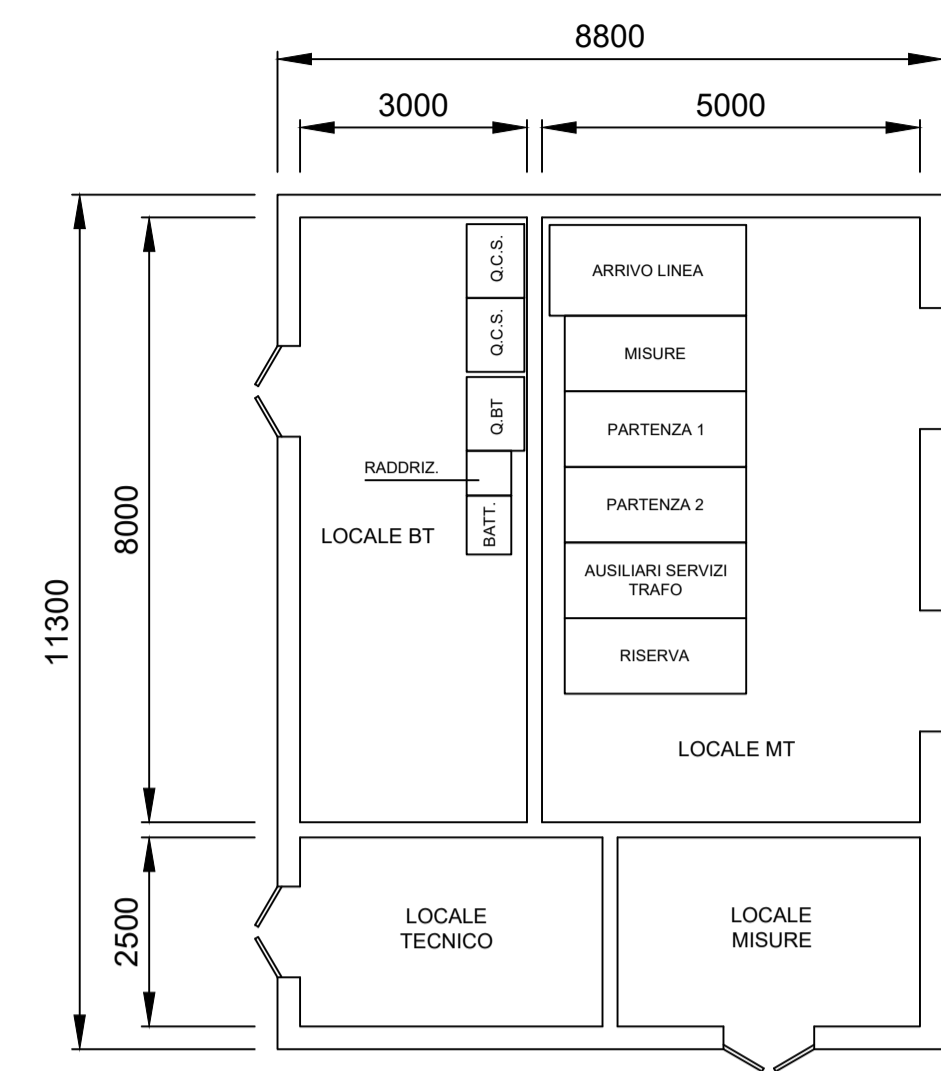 8800
3000
5000
11300
8000
2500
Q.C.S.
Q.C.S.
Q.BT
RADDRIZ.
BATT.
LOCALE BT
ARRIVO LINEA
MISURE
PARTENZA 1
PARTENZA 2
AUSILIARI SERVIZI
TRAFO
RISERVA
LOCALE MT
LOCALE
TECNICO
LOCALE
MISURE